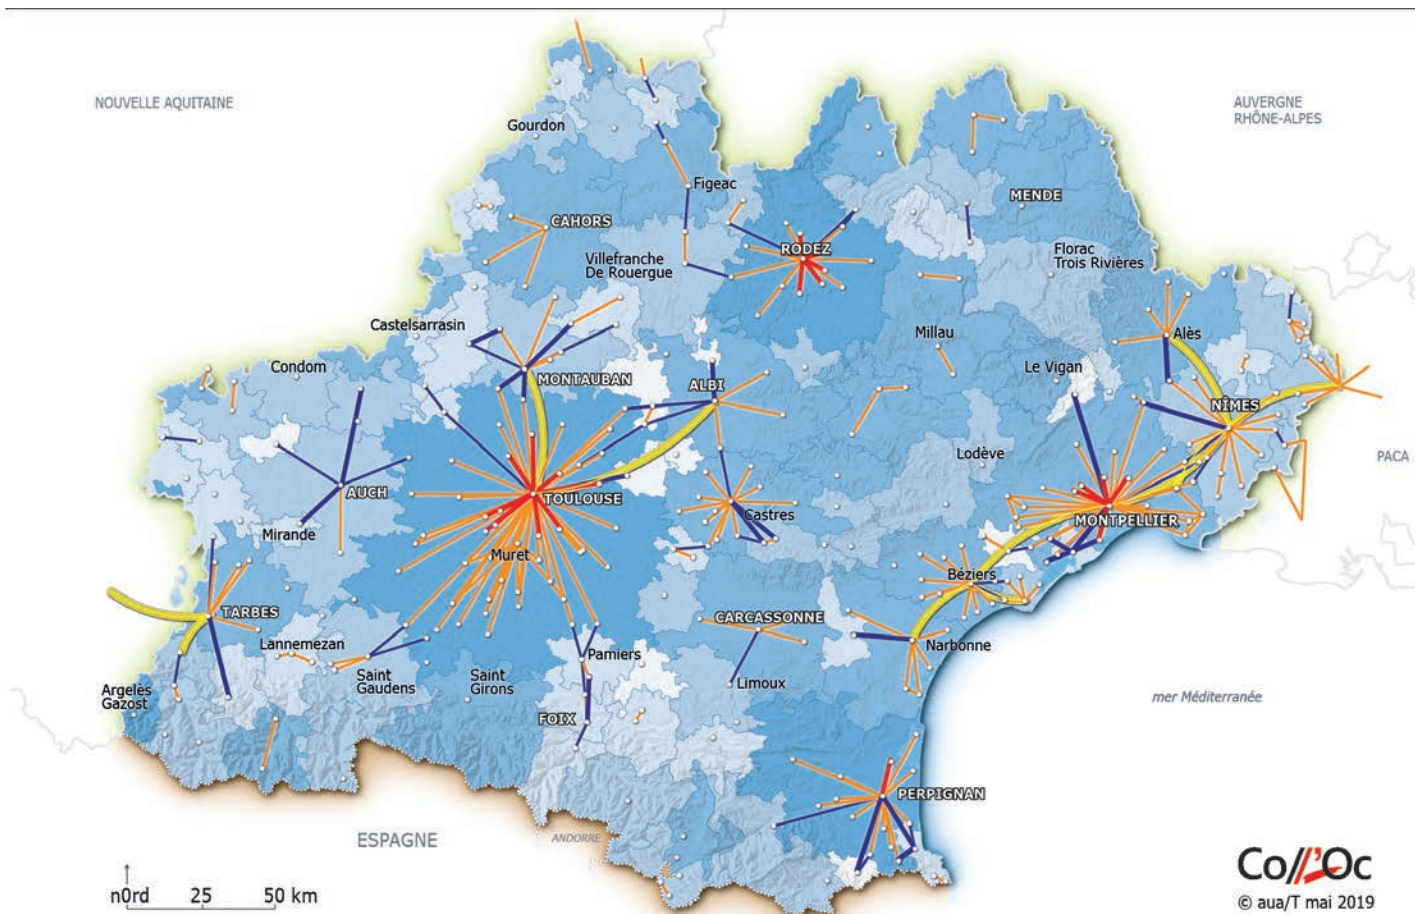 NOUVELLE AQUITAINE
AUVERGNE
RHÔNE-ALPES
Gourdon
Figeac
MENDE
CAHORS
RODEZ
Florac
Trois Rivières
Villefranche
De Rouergue
Castelsarrasin
Millau
Alès
Condom
Le Vigan
MONTAUBAN
ALBI
NÎMES
Lodève
PACA
AUCH
TOULOUSE
Castres
MONTPELLIER
Mirande
Muret
Béziers
TARBES
CARCASSONNE
Lannemezan
Pamiers
Narbonne
Saint
Gaudens
Saint
Girons
Limoux
Argelès
Gazost
FOIX
mer Méditerranée
PERPIGNAN
ESPAGNE
ANDORRE
Co//'Oc
n0rd 25 50 km
© aua/T mai 2019